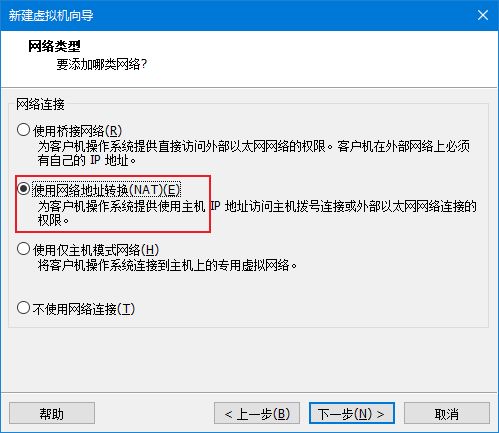 新建虚拟机向导
网络类型
要添加哪类网络?
网络连接
使用桥接网络(R)
为客户机操作系统提供直接访问外部以太网网络的权限。客户机在外部网络上必须
有自己的 IP 地址。
使用网络地址转换(NAT)(E)
为客户机操作系统提供使用主机 IP 地址访问主机拨号连接或外部以太网网络连接的
权限。
使用仅主机模式网络(H)
将客户机操作系统连接到主机上的专用虚拟网络。
不使用网络连接(T)
帮助
< 上一步(B)
下一步(N) >
取消